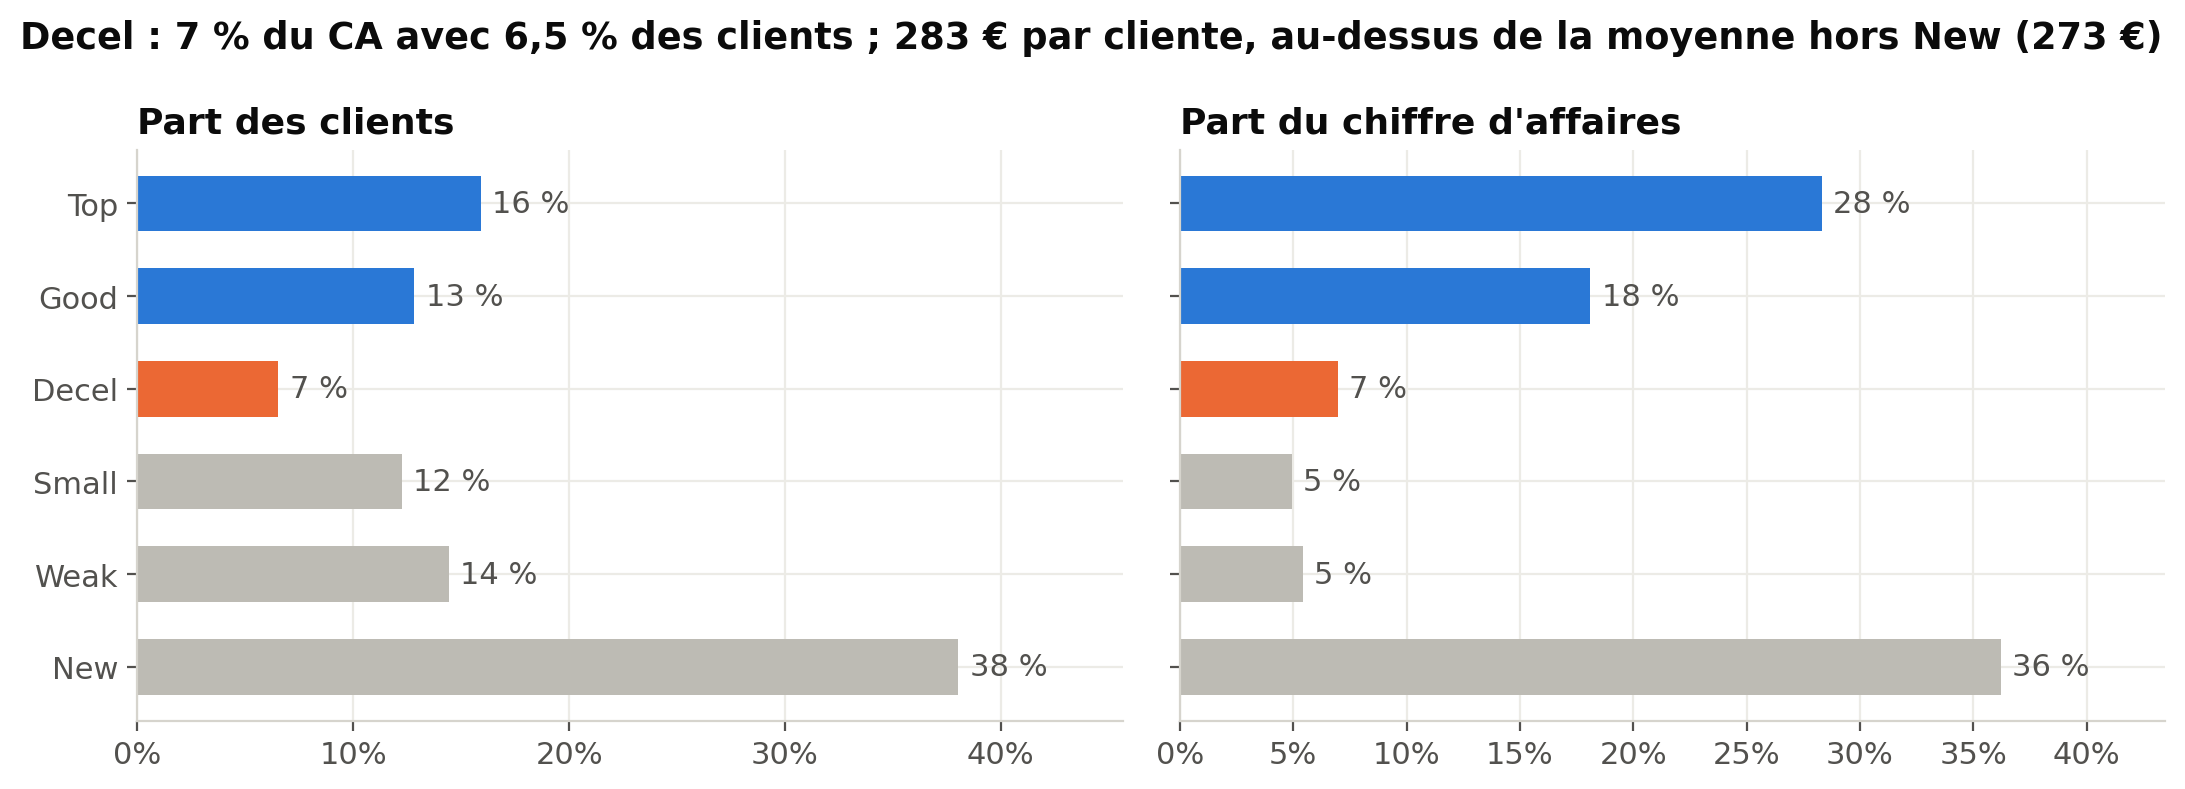 Decel : 7 % du CA avec 6,5 % des clients ; 283 € par cliente, au-dessus de la moyenne hors New (273 €)
Part des clients
Top
16 %
Good
13 %
Decel
7 %
Small
12 %
Weak
14 %
New
38 %
0% 10% 20% 30% 40%
Part du chiffre d'affaires
28 %
18 %
7 %
5 %
5 %
36 %
0% 5% 10% 15% 20% 25% 30% 35% 40%